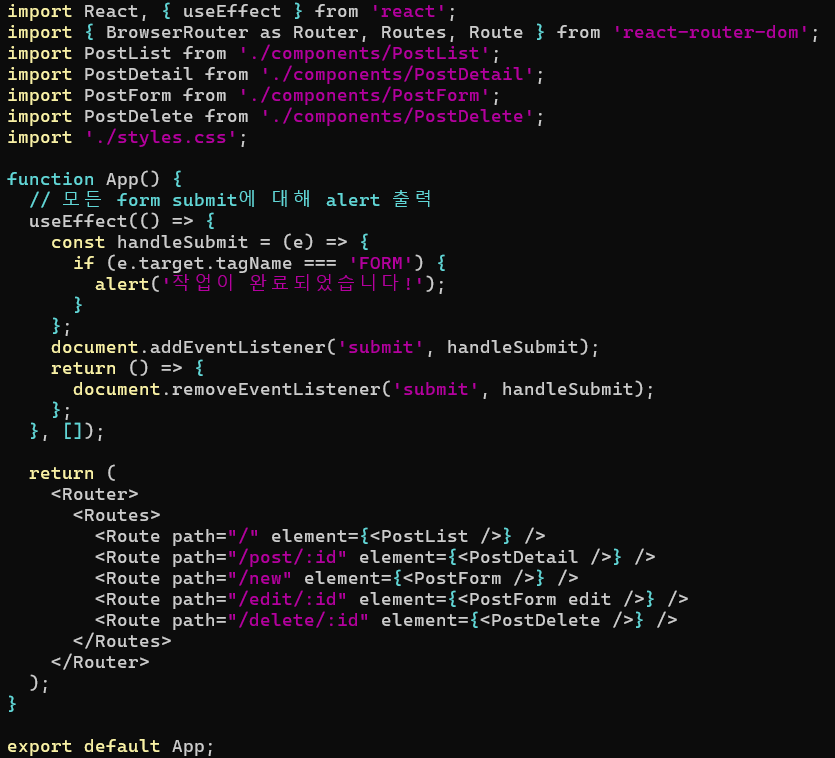 import React, { useEffect } from 'react';
import { BrowserRouter as Router, Routes, Route } from 'react-router-dom';
import PostList from './components/PostList';
import PostDetail from './components/PostDetail';
import PostForm from './components/PostForm';
import PostDelete from './components/PostDelete';
import './styles.css';

function App() {
  // 모든 form submit에 대해 alert 출력
  useEffect(() => {
    const handleSubmit = (e) => {
      if (e.target.tagName === 'FORM') {
        alert('작업이 완료되었습니다!');
      }
    };
    document.addEventListener('submit', handleSubmit);
    return () => {
      document.removeEventListener('submit', handleSubmit);
    };
  }, []);

  return (
    <Router>
      <Routes>
        <Route path="/" element={<PostList />} />
        <Route path="/post/:id" element={<PostDetail />} />
        <Route path="/new" element={<PostForm />} />
        <Route path="/edit/:id" element={<PostForm edit />} />
        <Route path="/delete/:id" element={<PostDelete />} />
      </Routes>
    </Router>
  );
}

export default App;